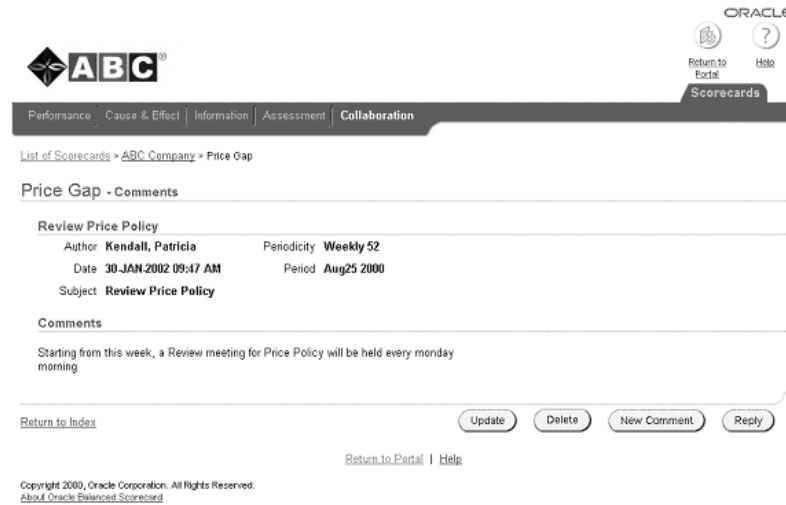 ORACLE
ABC®
Return to Portal
Help
Scorecards
Performance Cause & Effect Information Assessment Collaboration
List of Scorecards > ABC Company > Price Gap
Price Gap - Comments
Review Price Policy
Author Kendall, Patricia Periodicity Weekly 52
Date 30-JAN-2002 09:47 AM Period Aug25 2000
Subject Review Price Policy
Comments
Starting from this week, a Review meeting for Price Policy will be held every monday
morning
Return to Index Update Delete New Comment Reply
Return to Portal | Help
Copyright 2000, Oracle Corporation. All Rights Reserved.
About Oracle Balanced Scorecard